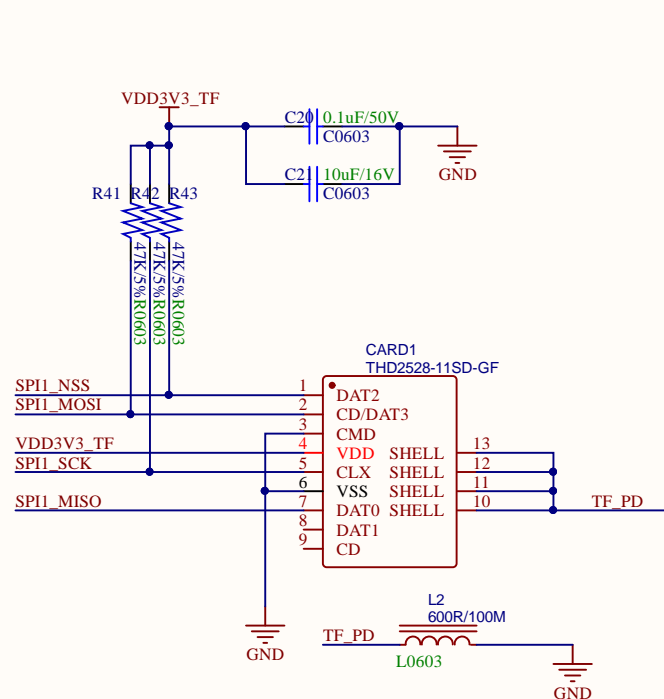 VDD3V3_TF
C20 0.1uF/50V
C0603
C21 10uF/16V
C0603
GND
R41 R42 R43
47K/5% R0603
47K/5% R0603
47K/5% R0603
CARD1
THD2528-11SD-GF
SPI1_NSS 1 DAT2
SPI1_MOSI 2 CD/DAT3
3 CMD
VDD3V3_TF 4 VDD SHELL 13
SPI1_SCK 5 CLX SHELL 12
6 VSS SHELL 11
SPI1_MISO 7 DAT0 SHELL 10 TF_PD
8 DAT1
9 CD
L2
600R/100M
GND
TF_PD
L0603
GND